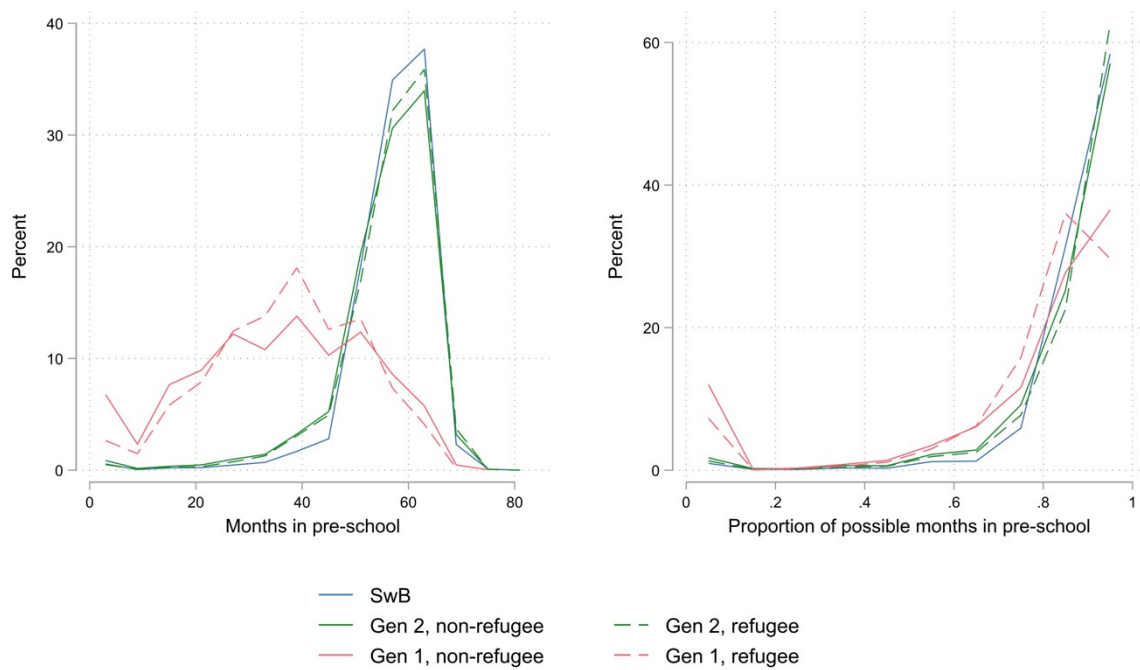 40
30
20
10
0
Percent
0 20 40 60 80
Months in pre-school
60
40
20
0
Percent
0 .2 .4 .6 .8 1
Proportion of possible months in pre-school
SwB
Gen 2, non-refugee Gen 2, refugee
Gen 1, non-refugee Gen 1, refugee